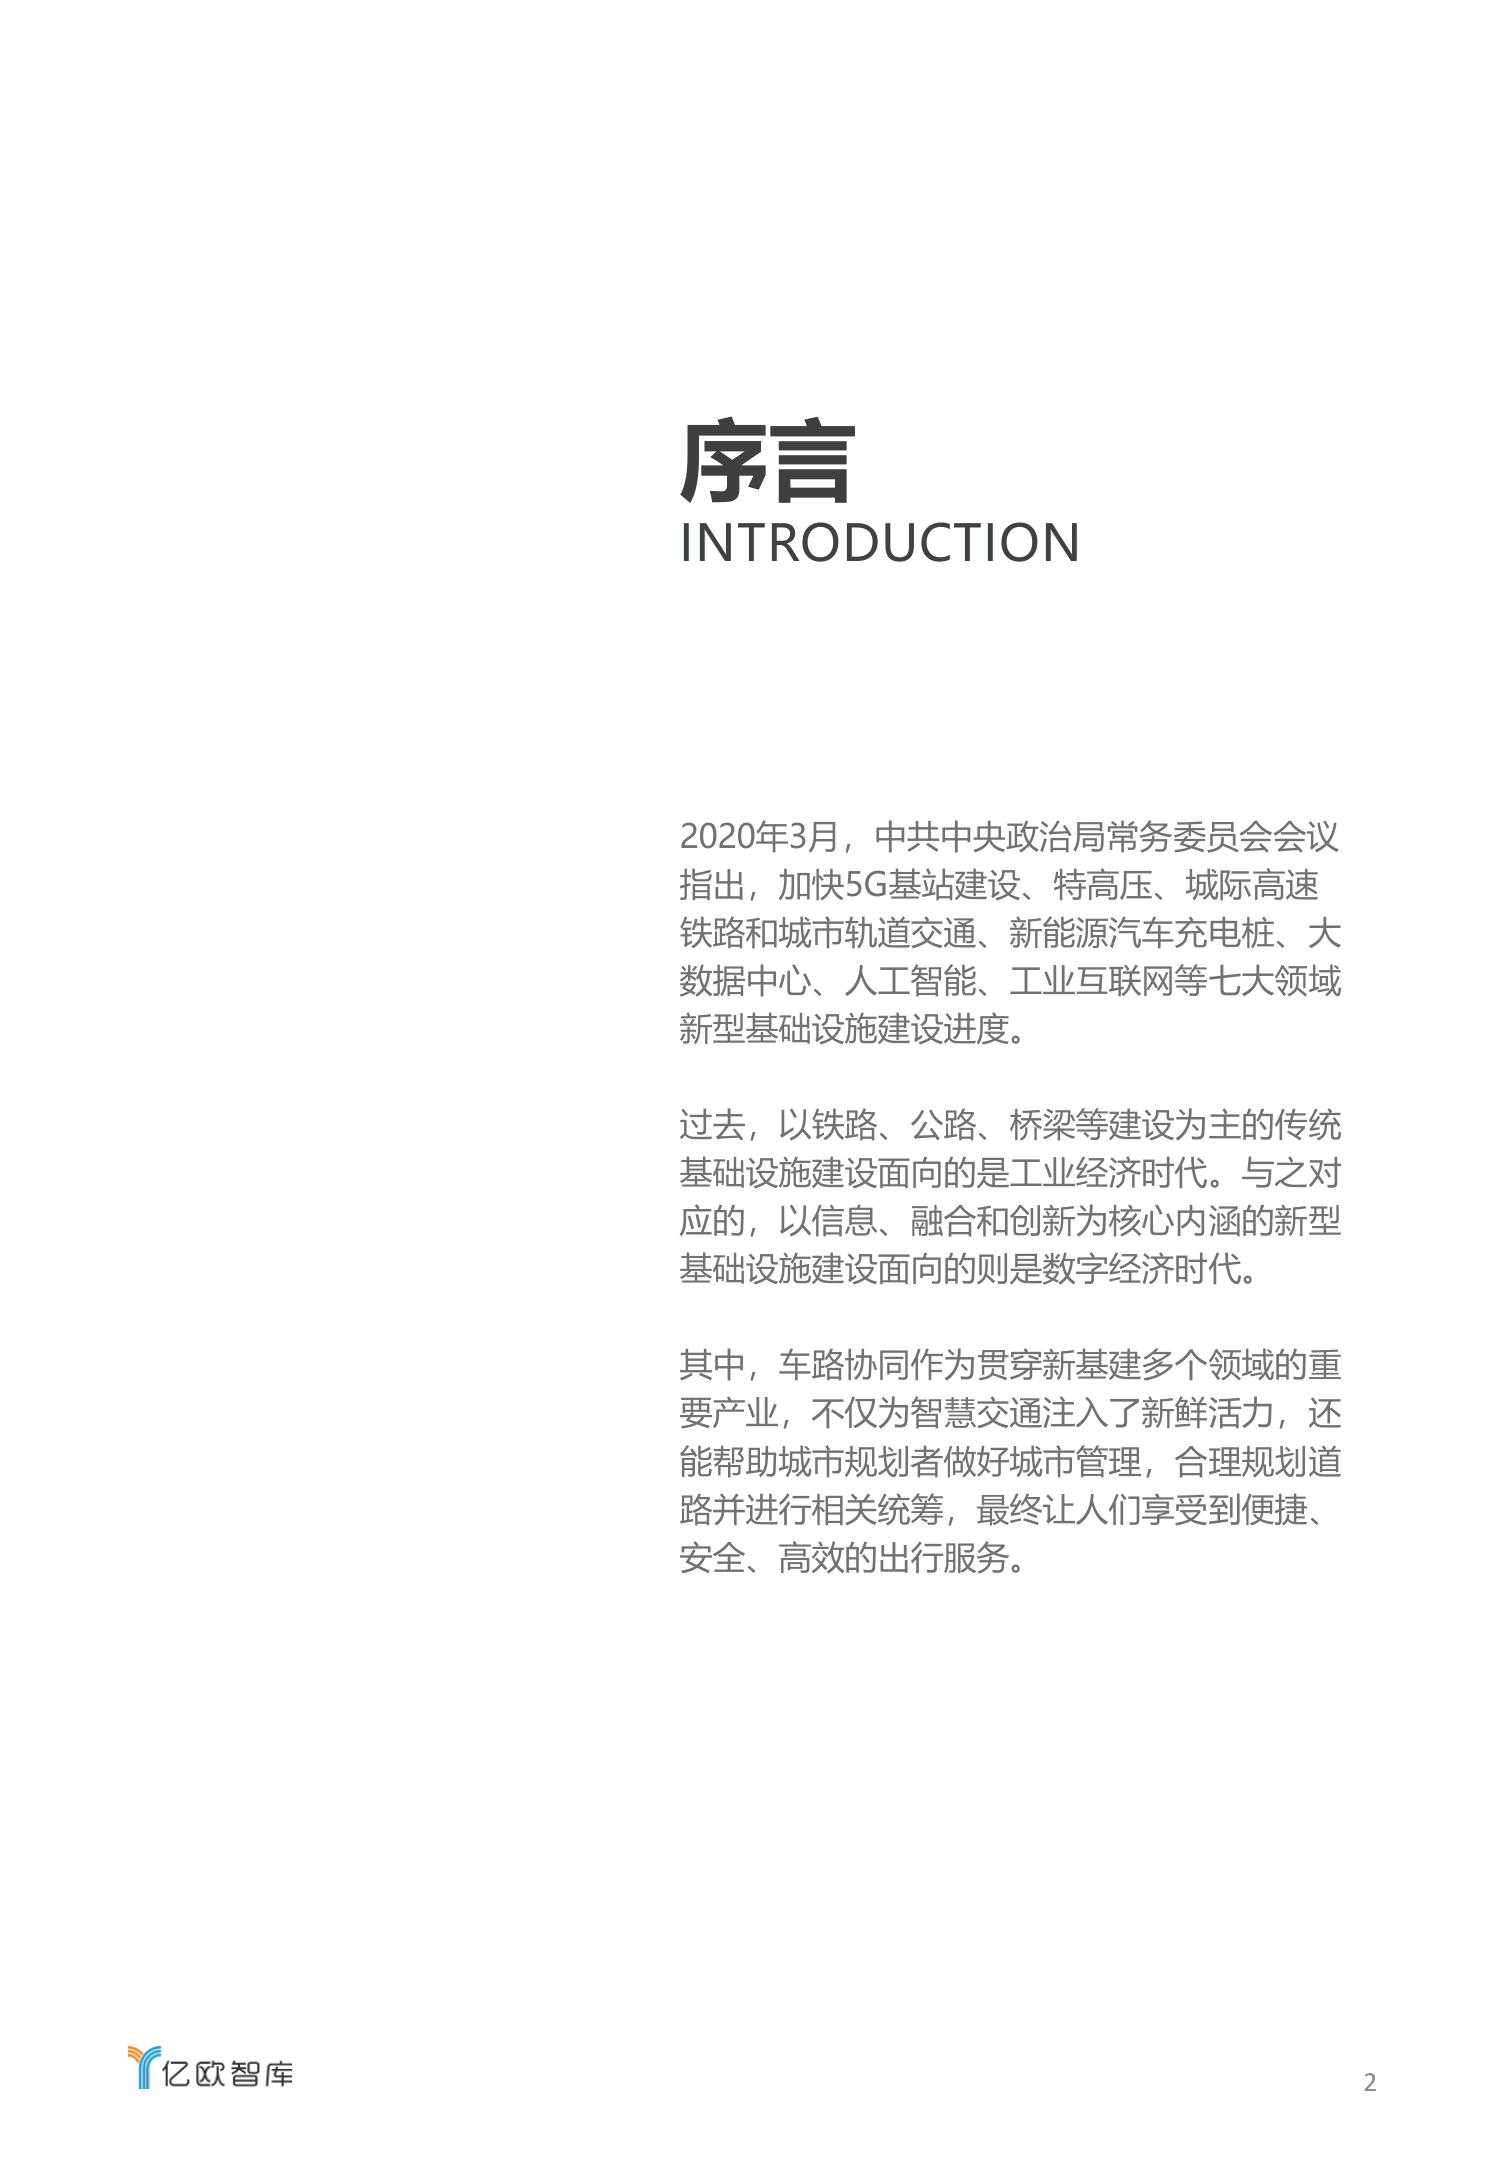 序言
INTRODUCTION
2020年3月，中共中央政治局常务委员会会议
指出，加快5G基站建设、特高压、城际高速
铁路和城市轨道交通、新能源汽车充电桩、大
数据中心、人工智能、工业互联网等七大领域
新型基础设施建设进度。
过去，以铁路、公路、桥梁等建设为主的传统
基础设施建设面向的是工业经济时代。与之对
应的，以信息、融合和创新为核心内涵的新型
基础设施建设面向的则是数字经济时代。
其中，车路协同作为贯穿新基建多个领域的重
要产业，不仅为智慧交通注入了新鲜活力，还
能帮助城市规划者做好城市管理，合理规划道
路并进行相关统筹，最终让人们享受到便捷、
安全、高效的出行服务。
亿欧智库
2